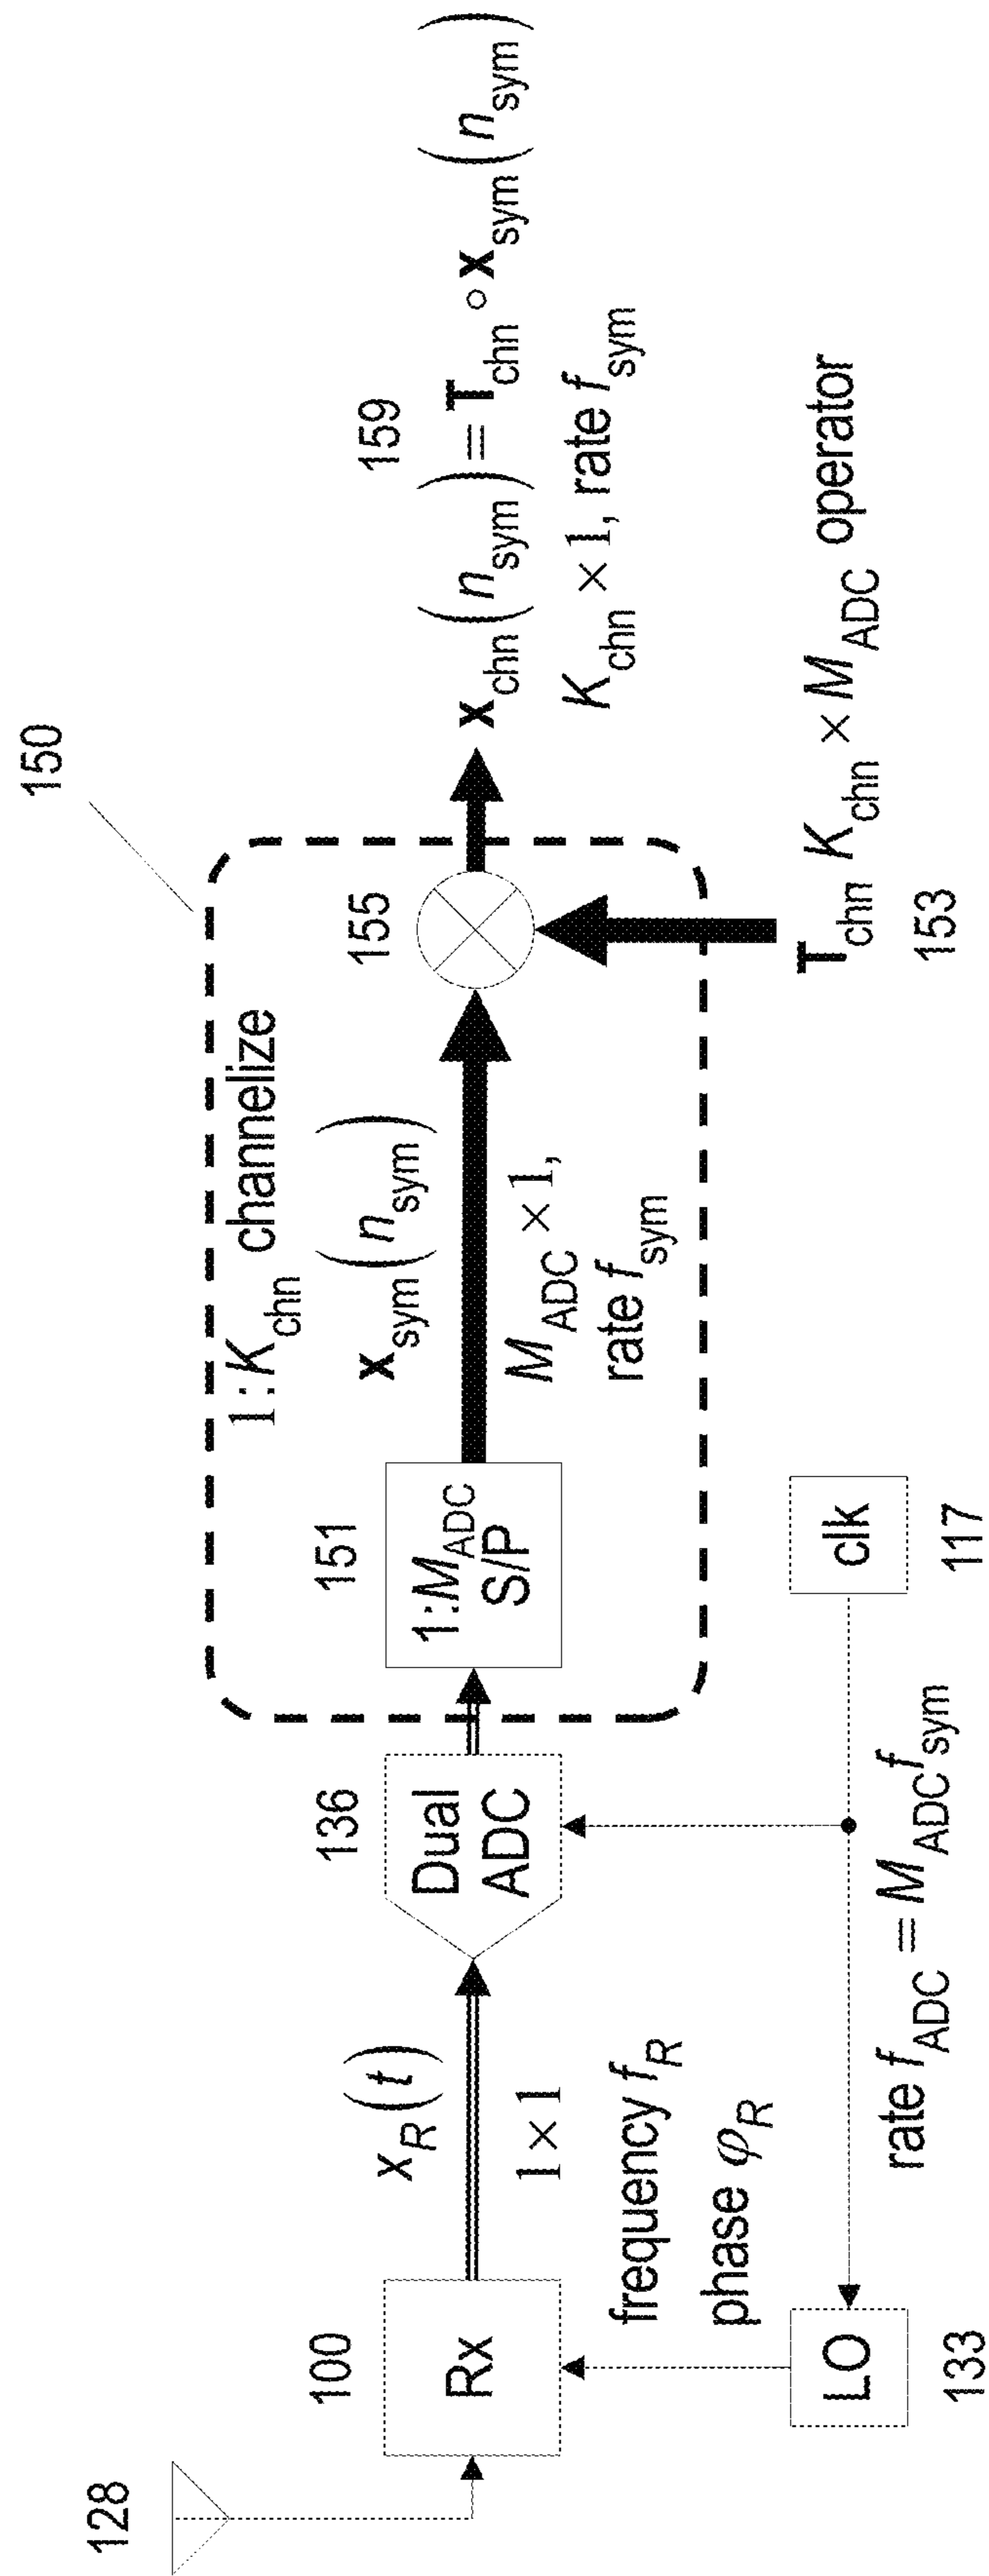 150
128
100
Rx
x_R(t)
1×1
136
Dual
ADC
1:K_chn channelize
151
1:M_ADC
S/P
x_sym(n_sym)
M_ADC×1,
rate f_sym
155
159
x_chn(n_sym) = T_chn ∘ x_sym(n_sym)
K_chn×1, rate f_sym
frequency f_R
phase φ_R
LO
133
rate f_ADC = M_ADC f_sym
clk
117
T_chn K_chn × M_ADC operator
153